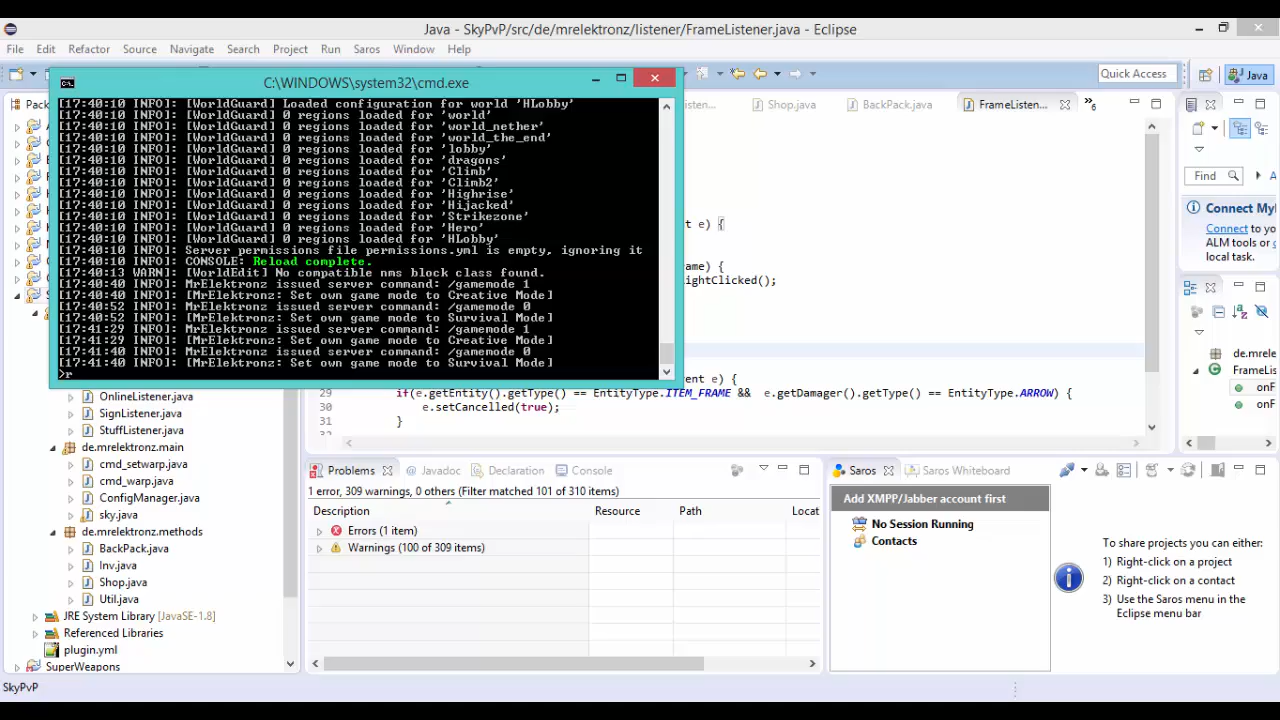 Java - SkyPvP/src/de/mrelektronz/listener/FrameListener.java - Eclipse
File Edit Refactor Source Navigate Search Project Run Saros Window Help
Quick Access
Java
C:\WINDOWS\system32\cmd.exe
[17:40:10 INFO]: [WorldGuard] Loaded configuration for world 'HLobby'
[17:40:10 INFO]: [WorldGuard] 0 regions loaded for 'world'
[17:40:10 INFO]: [WorldGuard] 0 regions loaded for 'world_nether'
[17:40:10 INFO]: [WorldGuard] 0 regions loaded for 'world_the_end'
[17:40:10 INFO]: [WorldGuard] 0 regions loaded for 'lobby'
[17:40:10 INFO]: [WorldGuard] 0 regions loaded for 'dragons'
[17:40:10 INFO]: [WorldGuard] 0 regions loaded for 'Climb'
[17:40:10 INFO]: [WorldGuard] 0 regions loaded for 'Climb2'
[17:40:10 INFO]: [WorldGuard] 0 regions loaded for 'Highrise'
[17:40:10 INFO]: [WorldGuard] 0 regions loaded for 'Hijacked'
[17:40:10 INFO]: [WorldGuard] 0 regions loaded for 'Strikezone'
[17:40:10 INFO]: [WorldGuard] 0 regions loaded for 'Hero'
[17:40:10 INFO]: [WorldGuard] 0 regions loaded for 'HLobby'
[17:40:10 INFO]: Server permissions file permissions.yml is empty, ignoring it
[17:40:10 INFO]: CONSOLE: Reload complete.
[17:40:13 WARN]: [WorldEdit] No compatible nms block class found.
[17:40:40 INFO]: MrElektronz issued server command: /gamemode 1
[17:40:40 INFO]: [MrElektronz: Set own game mode to Creative Mode]
[17:40:52 INFO]: MrElektronz issued server command: /gamemode 0
[17:40:52 INFO]: [MrElektronz: Set own game mode to Survival Mode]
[17:41:29 INFO]: MrElektronz issued server command: /gamemode 1
[17:41:29 INFO]: [MrElektronz: Set own game mode to Creative Mode]
[17:41:40 INFO]: MrElektronz issued server command: /gamemode 0
[17:41:40 INFO]: [MrElektronz: Set own game mode to Survival Mode]
>r
Pack
isten... Shop.java BackPack.java FrameListen... »6
t e) {
rame) {
ightClicked();
ent e) {
29 if(e.getEntity().getType() == EntityType.ITEM_FRAME && e.getDamager().getType() == EntityType.ARROW) {
30 e.setCancelled(true);
31 }
Find A
Connect Myl
Connect to y
ALM tools or c
local task.
de.mrele
FrameLis
onF
onF
OnlineListener.java
SignListener.java
StuffListener.java
de.mrelektronz.main
cmd_setwarp.java
cmd_warp.java
ConfigManager.java
sky.java
de.mrelektronz.methods
BackPack.java
Inv.java
Shop.java
Util.java
JRE System Library [JavaSE-1.8]
Referenced Libraries
plugin.yml
SuperWeapons
Problems Javadoc Declaration Console
1 error, 309 warnings, 0 others (Filter matched 101 of 310 items)
Description Resource Path Locat
Errors (1 item)
Warnings (100 of 309 items)
Saros Saros Whiteboard
Add XMPP/Jabber account first
No Session Running
Contacts
To share projects you can either:
1) Right-click on a project
2) Right-click on a contact
3) Use the Saros menu in the
Eclipse menu bar
SkyPvP